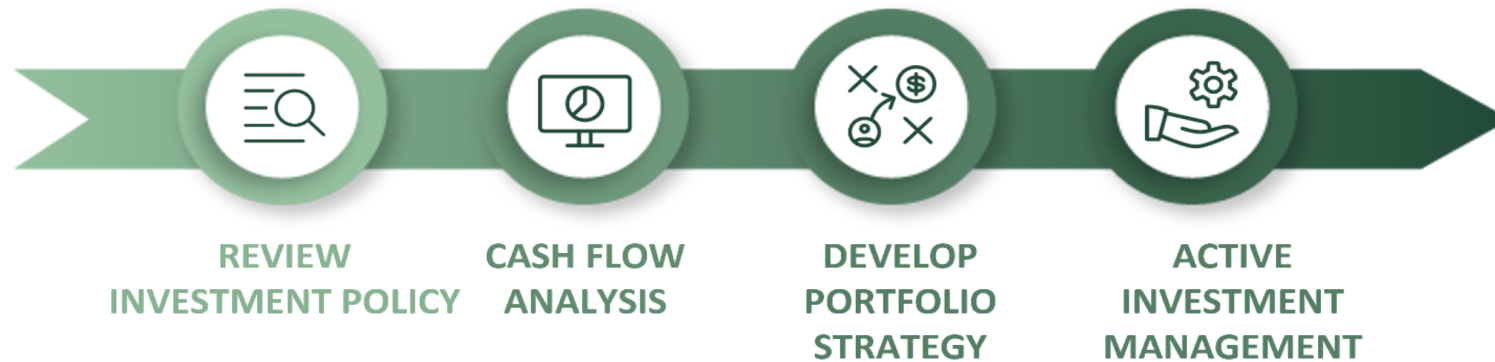 REVIEW
INVESTMENT POLICY
CASH FLOW
ANALYSIS
DEVELOP
PORTFOLIO
STRATEGY
ACTIVE
INVESTMENT
MANAGEMENT